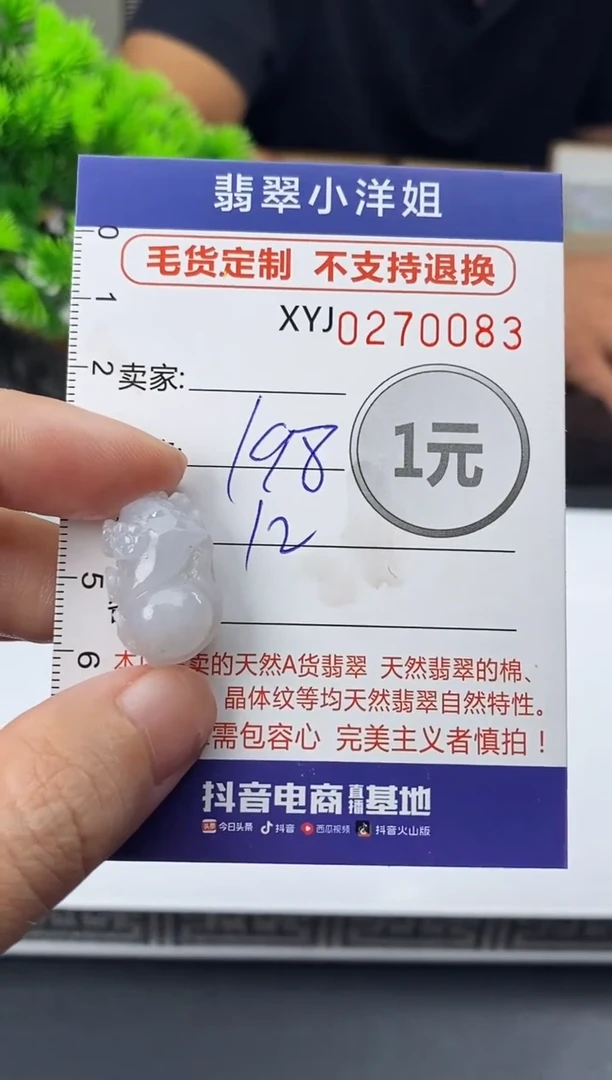 翡翠小洋姐
毛货定制 不支持退换
XYJ0270083
0
1
2
卖家:
198
1元
12
5
6
卖的天然A货翡翠 天然翡翠的棉、
晶体纹等均天然翡翠自然特性。
需包容心 完美主义者慎拍!
抖音电商直播基地
头条 今日头条 抖音 西瓜视频 抖音火山版